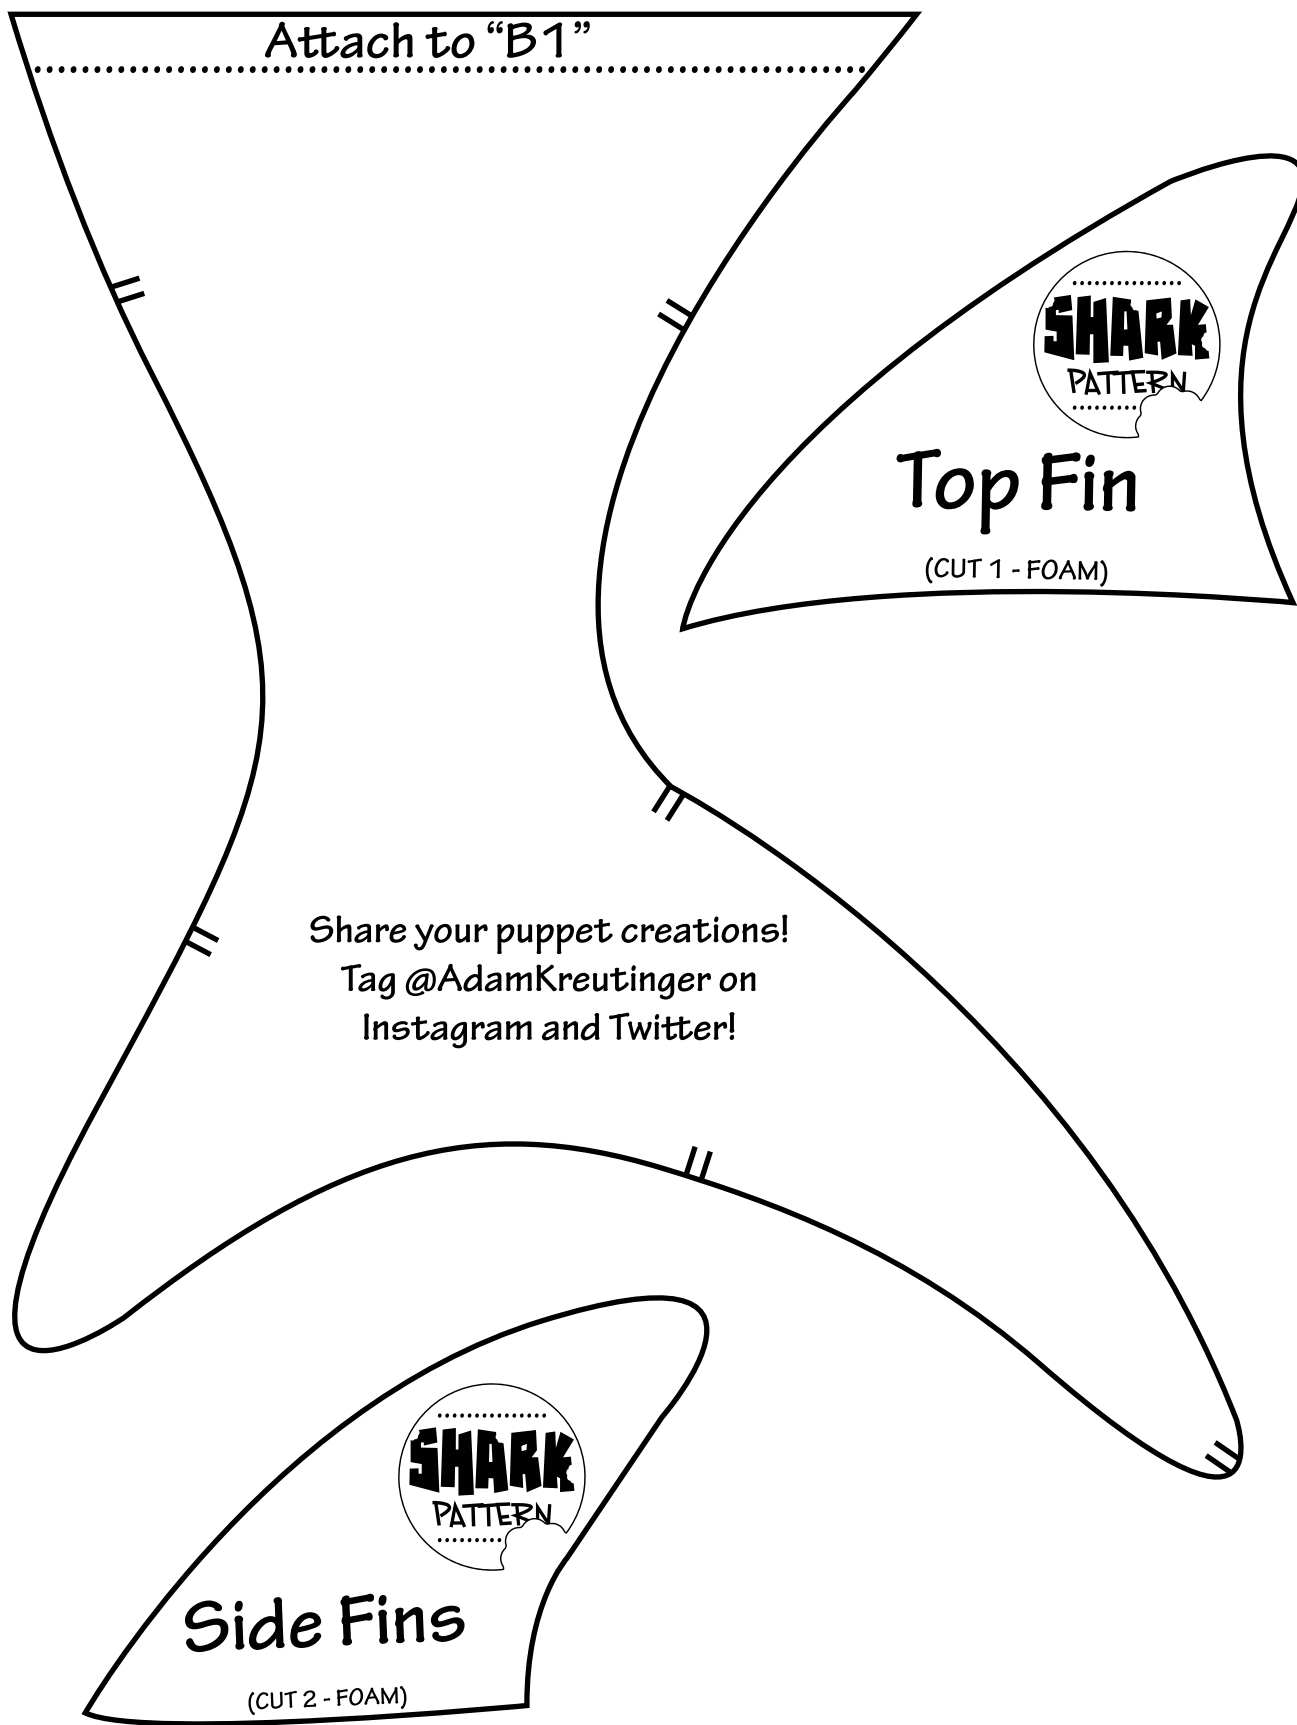 Attach to “B1”
SHARK
PATTERN
Top Fin
(CUT 1 - FOAM)
Share your puppet creations!
Tag @AdamKreutinger on
Instagram and Twitter!
SHARK
PATTERN
Side Fins
(CUT 2 - FOAM)